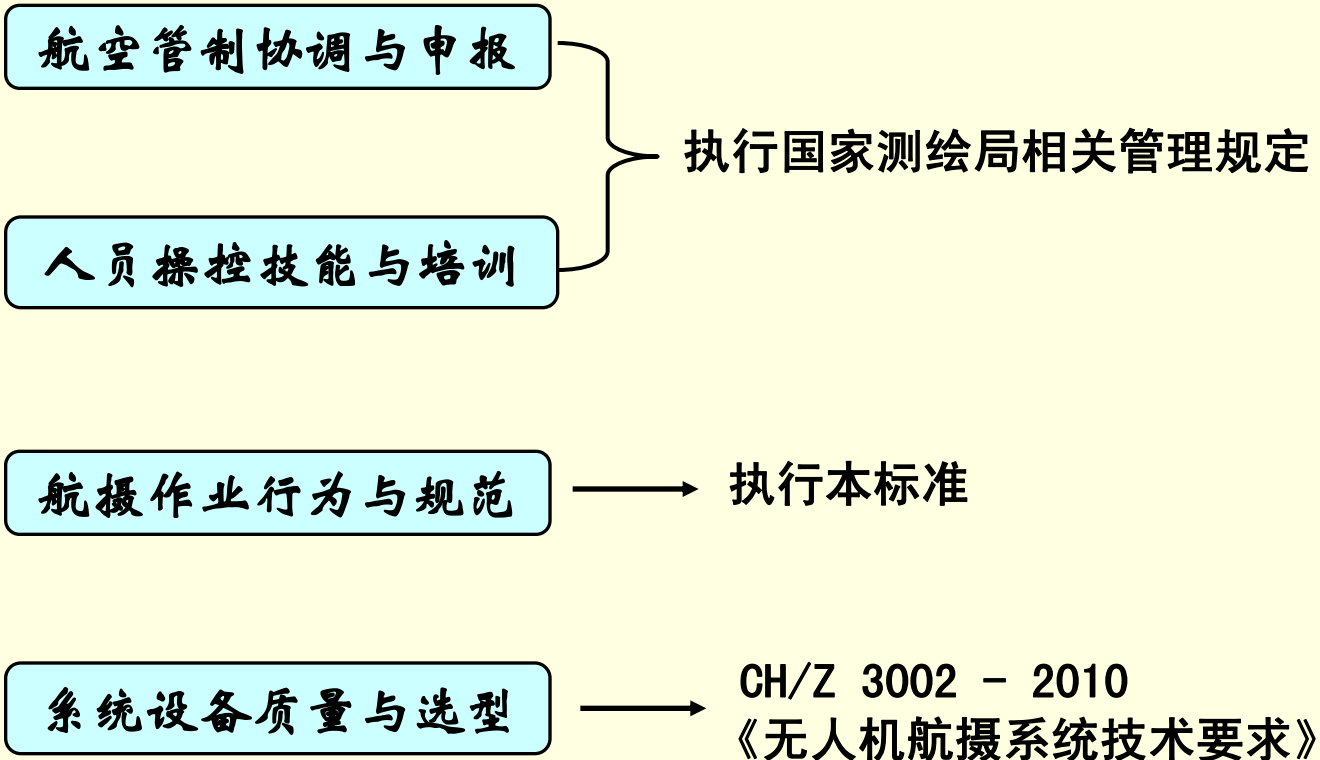 航空管制协调与申报
执行国家测绘局相关管理规定
人员操控技能与培训
航摄作业行为与规范
执行本标准
系统设备质量与选型
CH/Z 3002 - 2010
《无人机航摄系统技术要求》